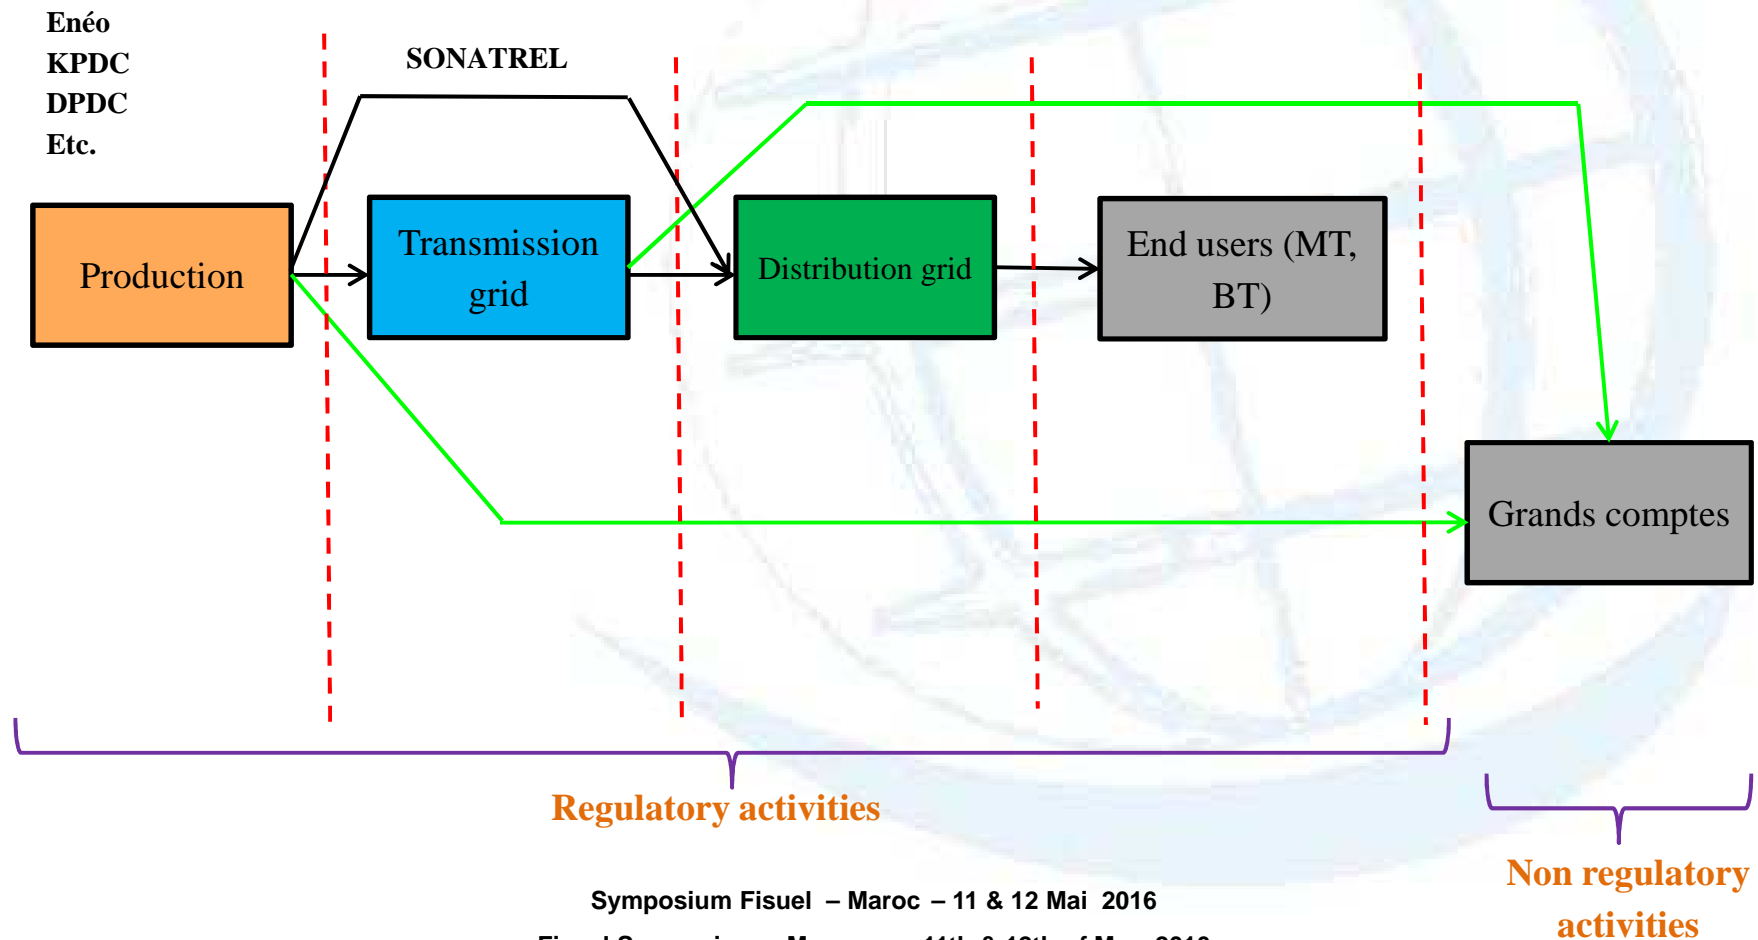 Enéo
KPDC
DPDC
Etc.
SONATREL
Production
Transmission
grid
Distribution grid
End users (MT,
BT)
Grands comptes
Regulatory activities
Non regulatory
activities
Symposium Fisuel – Maroc – 11 & 12 Mai 2016